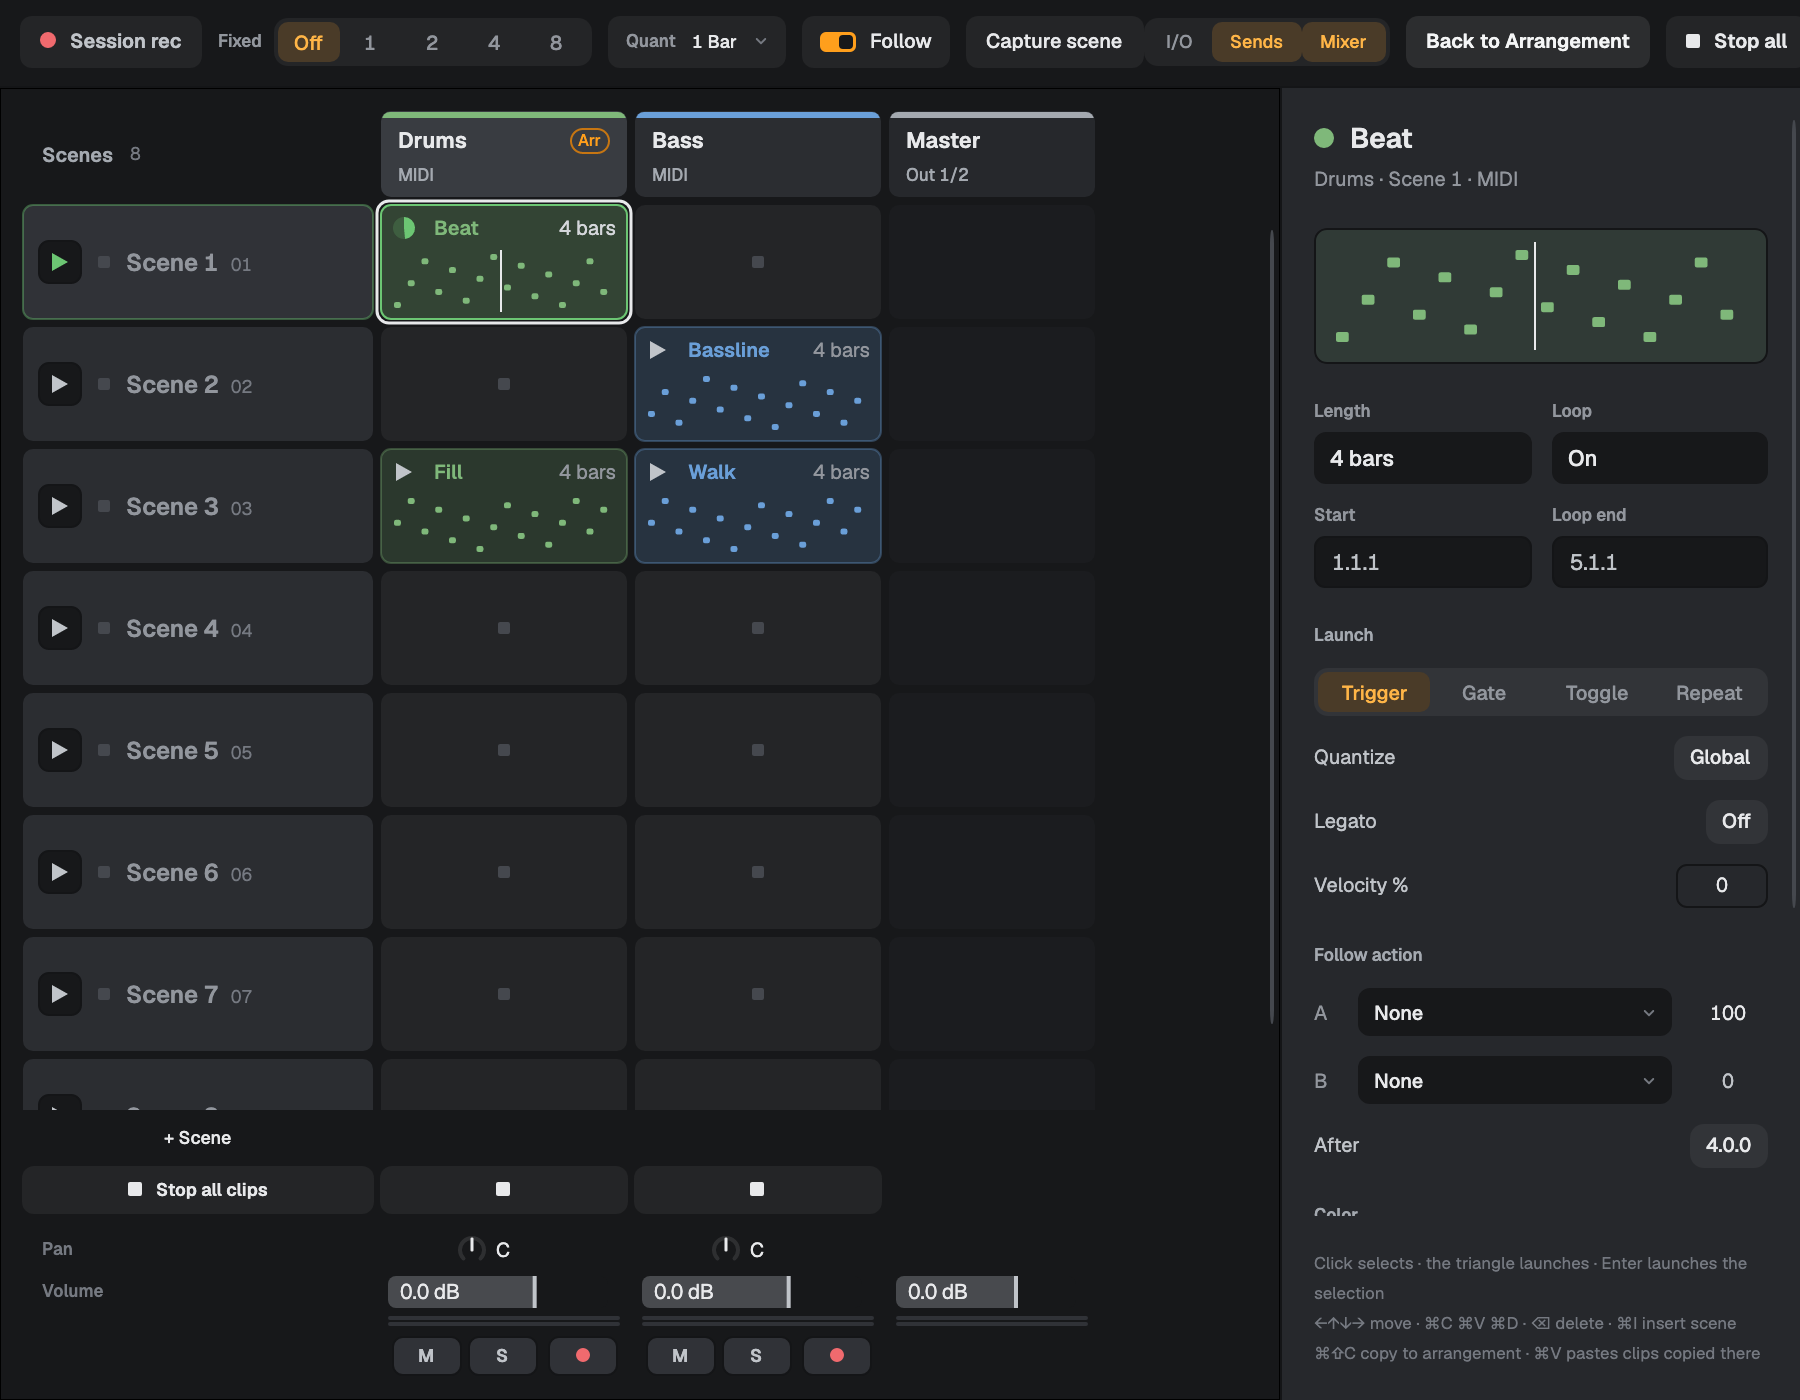 Session rec Fixed Off 1 2 4 8 Quant 1 Bar Follow Capture scene I/O Sends Mixer Back to Arrangement Stop all
Scenes 8
Drums Arr
MIDI
Bass
MIDI
Master
Out 1/2
Scene 1 01
Beat 4 bars
Scene 2 02
Bassline 4 bars
Scene 3 03
Fill 4 bars
Walk 4 bars
Scene 4 04
Scene 5 05
Scene 6 06
Scene 7 07
+ Scene
Stop all clips
Pan C C
Volume 0.0 dB 0.0 dB 0.0 dB
M S M S
Beat
Drums · Scene 1 · MIDI
Length Loop
4 bars On
Start Loop end
1.1.1 5.1.1
Launch
Trigger Gate Toggle Repeat
Quantize Global
Legato Off
Velocity % 0
Follow action
A None 100
B None 0
After 4.0.0
Color
Click selects · the triangle launches · Enter launches the
selection
←↑↓→ move · ⌘C ⌘V ⌘D · ⌫ delete · ⌘I insert scene
⌘⇧C copy to arrangement · ⌘V pastes clips copied there